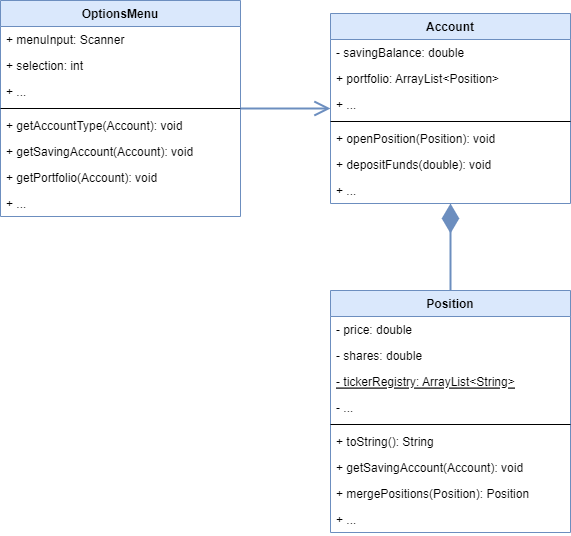 OptionsMenu
+ menuInput: Scanner
+ selection: int
+ ...
+ getAccountType(Account): void
+ getSavingAccount(Account): void
+ getPortfolio(Account): void
+ ...
Account
- savingBalance: double
+ portfolio: ArrayList<Position>
+ ...
+ openPosition(Position): void
+ depositFunds(double): void
+ ...
Position
- price: double
- shares: double
- tickerRegistry: ArrayList<String>
- ...
+ toString(): String
+ getSavingAccount(Account): void
+ mergePositions(Position): Position
+ ...